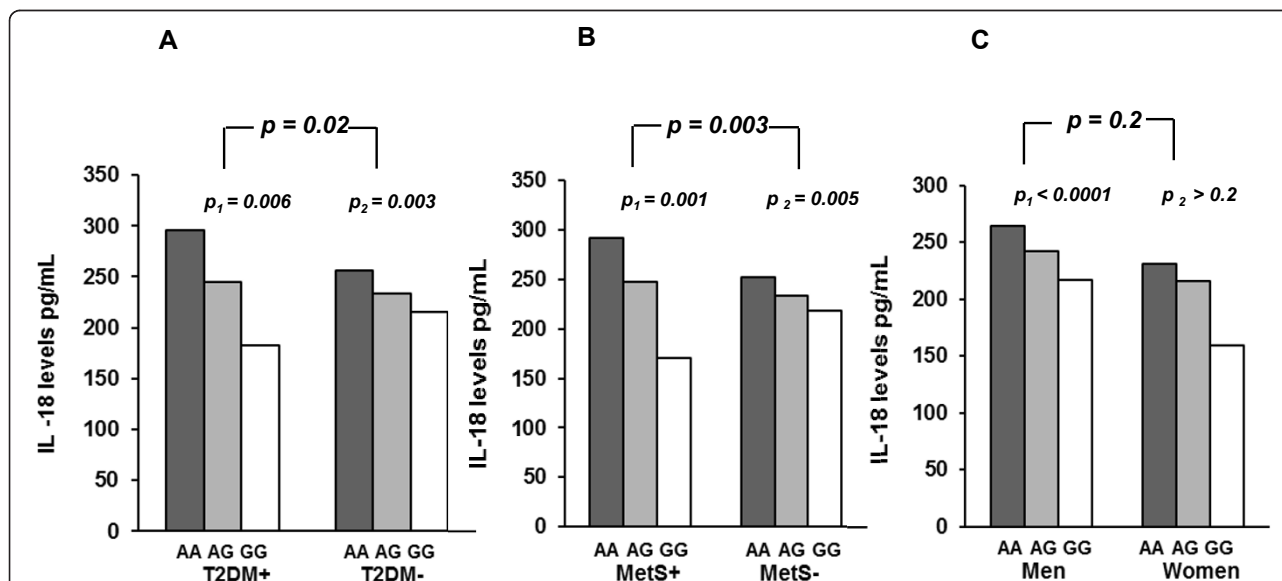 A
p = 0.02
p1 = 0.006 p2 = 0.003
IL -18 levels pg/mL
350
300
250
200
150
100
50
0
AA AG GG AA AG GG
T2DM+ T2DM-
B
p = 0.003
p1 = 0.001 p 2 = 0.005
IL-18 levels pg/mL
350
300
250
200
150
100
50
0
AA AG GG AA AG GG
MetS+ MetS-
C
p = 0.2
p1 < 0.0001 p 2 > 0.2
IL-18 levels pg/mL
300
250
200
150
100
50
0
AA AG GG AA AG GG
Men Women